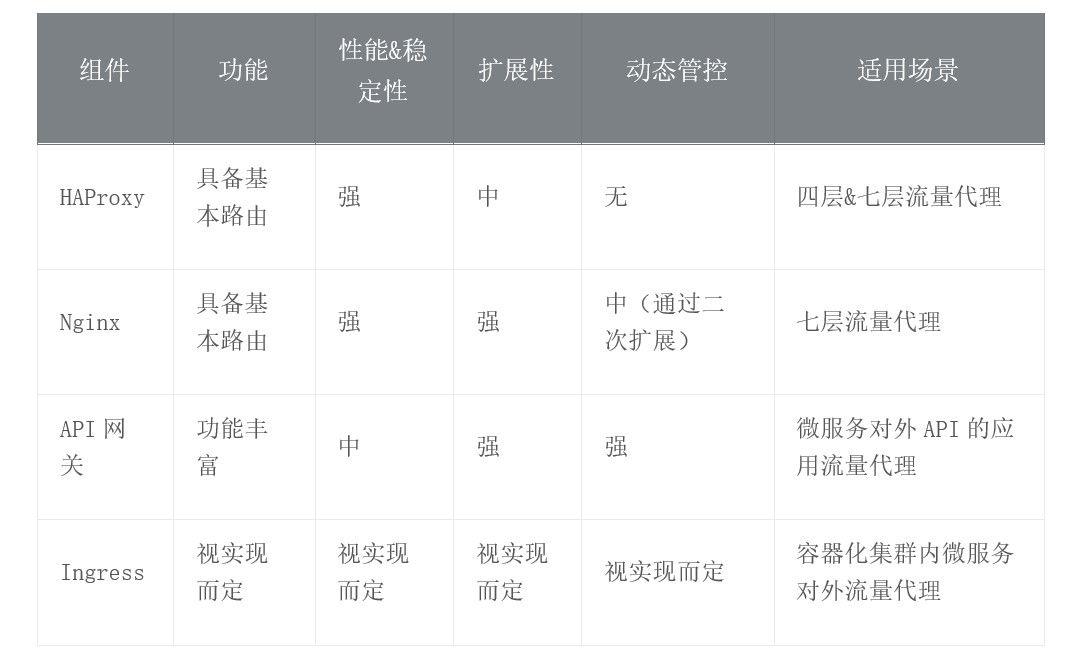 组件 功能 性能&稳定性 扩展性 动态管控 适用场景
HAProxy 具备基本路由 强 中 无 四层&七层流量代理
Nginx 具备基本路由 强 强 中（通过二次扩展） 七层流量代理
API 网关 功能丰富 中 强 强 微服务对外 API 的应用流量代理
Ingress 视实现而定 视实现而定 视实现而定 视实现而定 容器化集群内微服务对外流量代理